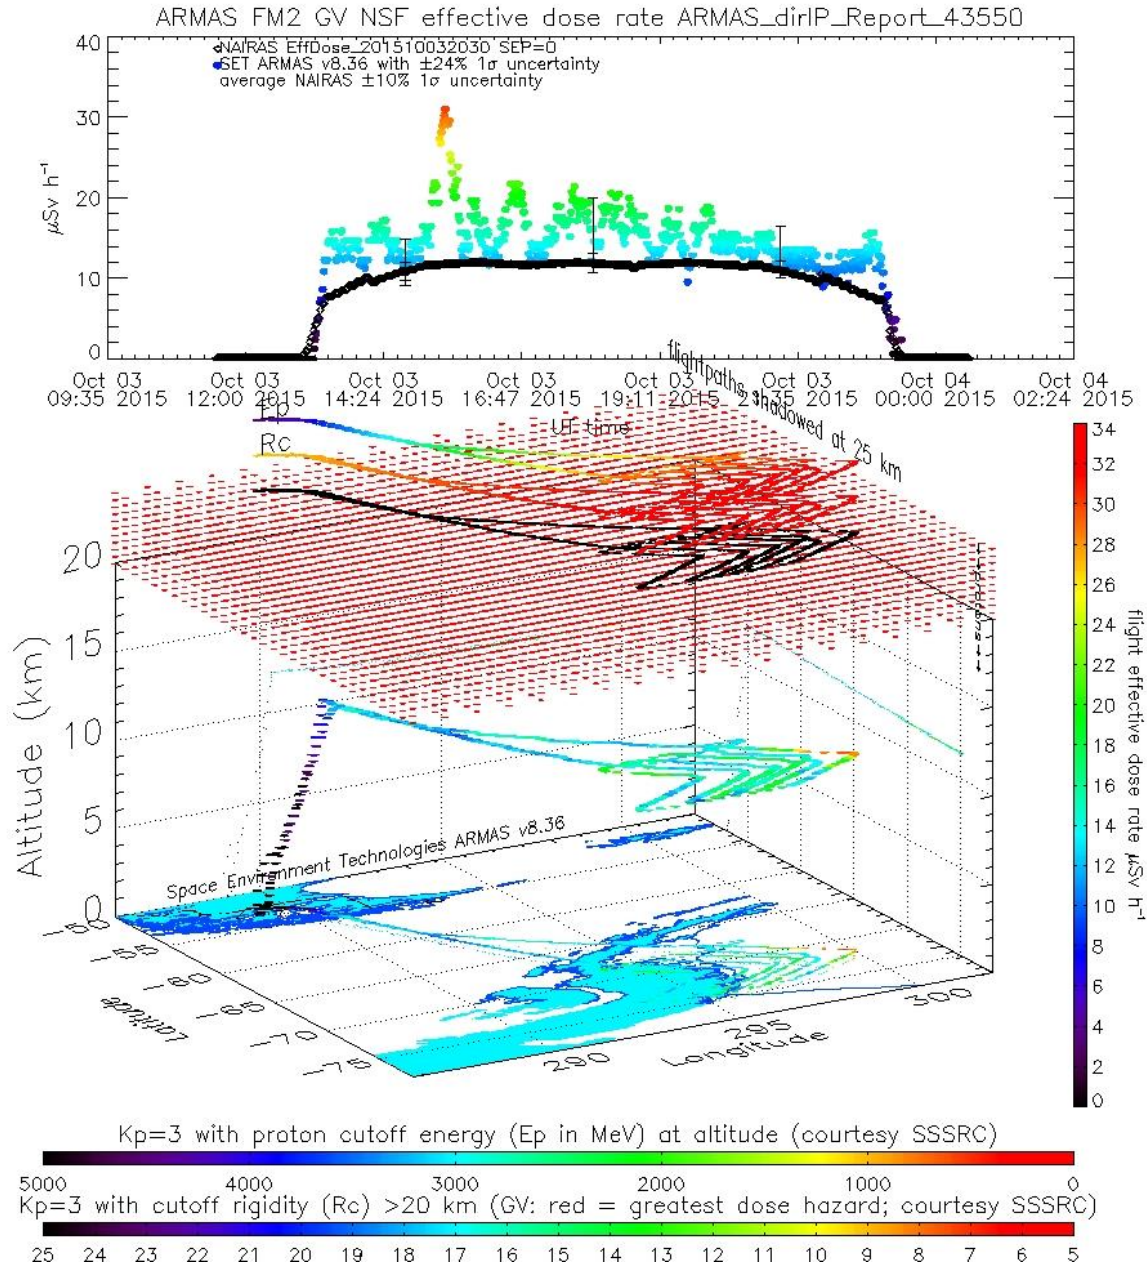 ARMAS FM2 GV NSF effective dose rate ARMAS_dirIP_Report_43550
NAIRAS EffDose_201510032030 SEP=0
SET ARMAS v8.36 with ±24% 1σ uncertainty
average NAIRAS ±10% 1σ uncertainty
40
30
20
10
0
μSv h⁻¹
Oct 03 Oct 03 Oct 03 Oct 03 Oct 03 Oct 03 Oct 04 Oct 04
09:35 2015 12:00 2015 14:24 2015 16:47 2015 19:11 2015 21:35 2015 00:00 2015 02:24 2015
UT time
flightpaths shadowed at 25 km
Ep
Rc
20
15
10
5
0
Altitude (km)
Space Environment Technologies ARMAS v8.36
-50
-55
-60
-65
-70
-75
Latitude
290
295
300
Longitude
34
32
30
28
26
24
22
20
18
16
14
12
10
8
6
4
2
0
flight effective dose rate μSv h⁻¹
Kp=3 with proton cutoff energy (Ep in MeV) at altitude (courtesy SSSRC)
5000 4000 3000 2000 1000 0
Kp=3 with cutoff rigidity (Rc) >20 km (GV: red = greatest dose hazard; courtesy SSSRC)
25 24 23 22 21 20 19 18 17 16 15 14 13 12 11 10 9 8 7 6 5